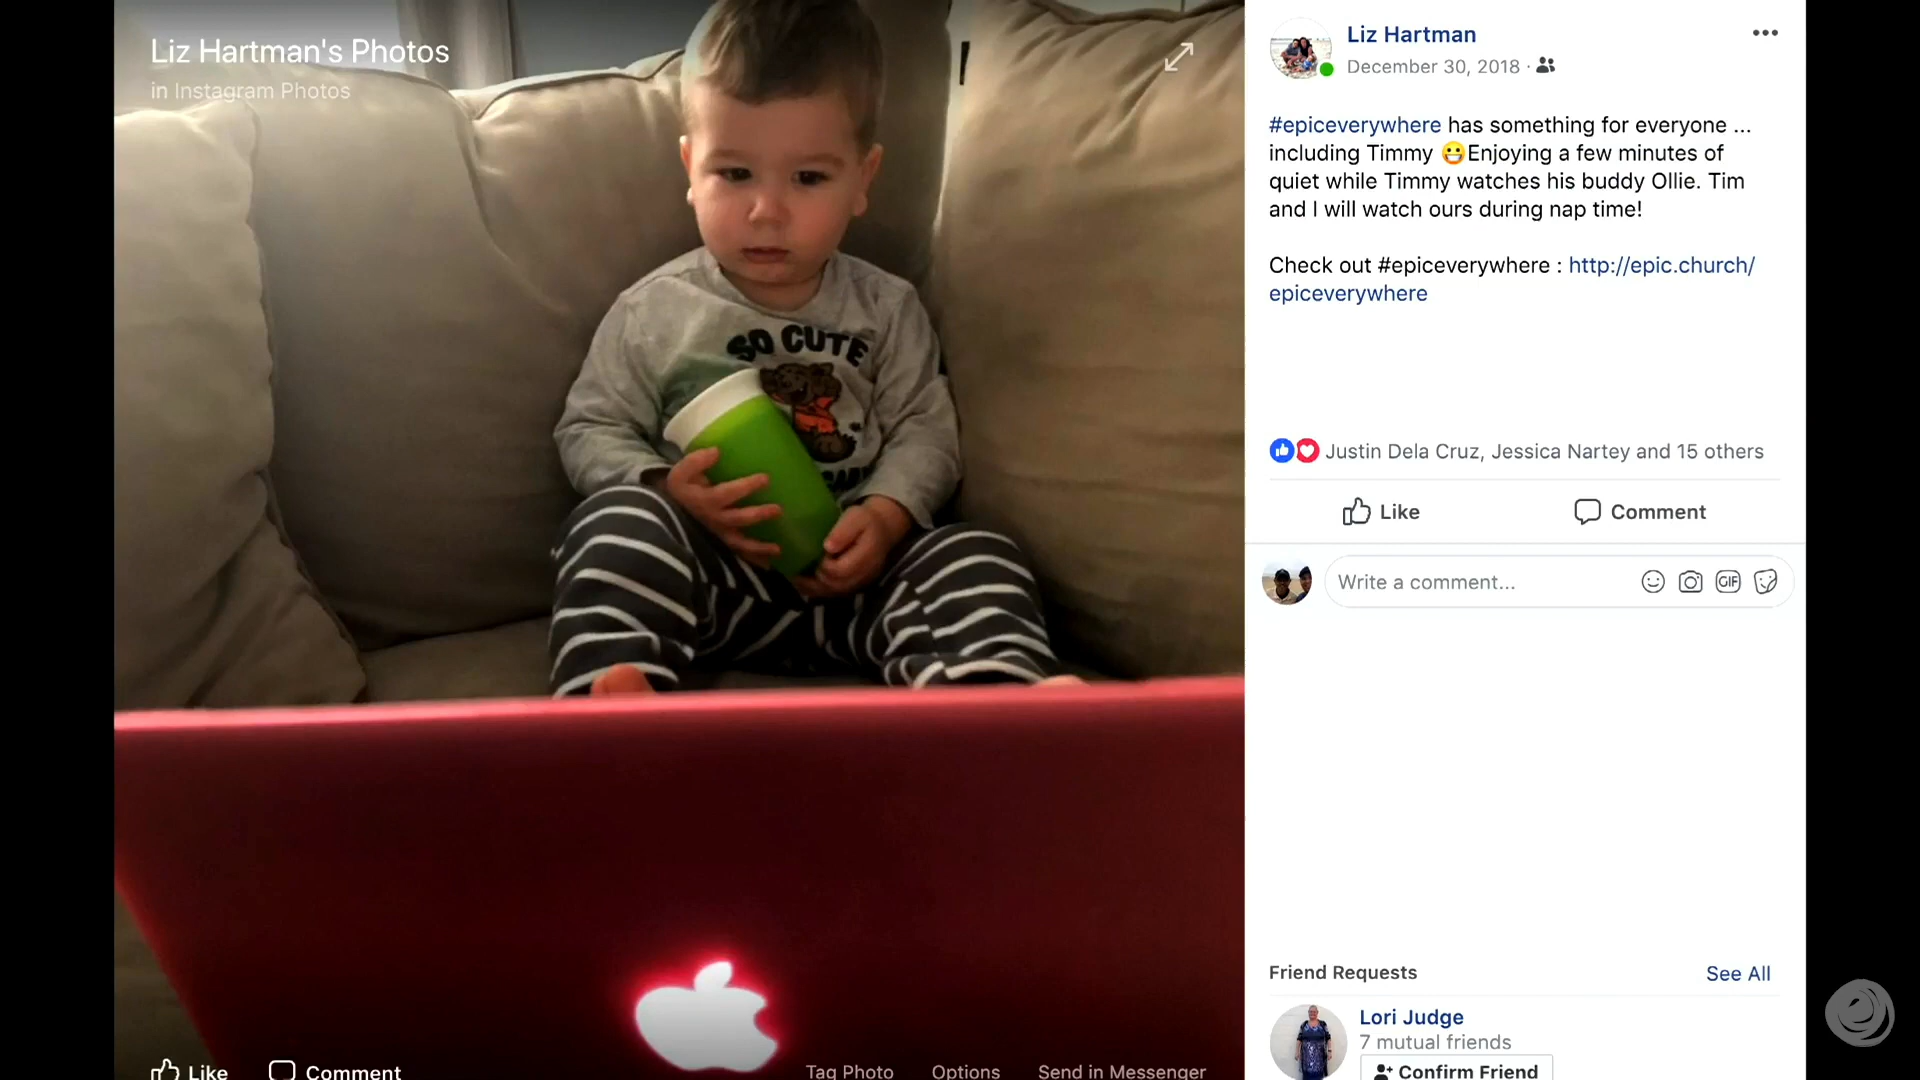 Liz Hartman's Photos
in Instagram Photos
SO CUTE
Like
Comment
Tag Photo
Options
Send in Messenger
Liz Hartman
December 30, 2018 ·
#epiceverywhere has something for everyone ...
including Timmy 😀Enjoying a few minutes of
quiet while Timmy watches his buddy Ollie. Tim
and I will watch ours during nap time!
Check out #epiceverywhere : http://epic.church/
epiceverywhere
Justin Dela Cruz, Jessica Nartey and 15 others
Like
Comment
Write a comment...
GIF
Friend Requests
See All
Lori Judge
7 mutual friends
Confirm Friend